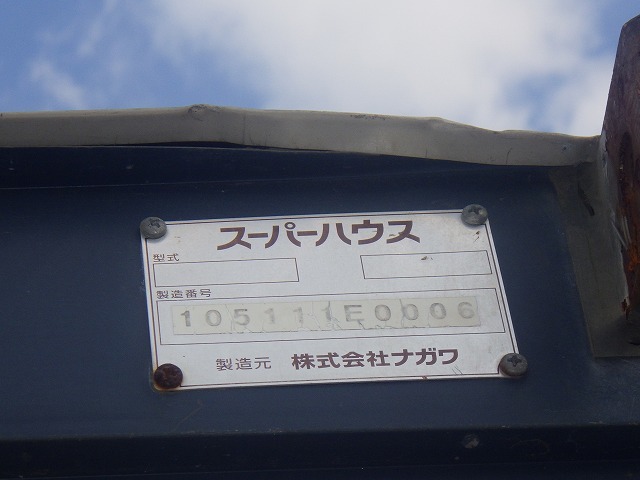 スーパーハウス
型式
製造番号
105111E0006
製造元 株式会社ナガワ